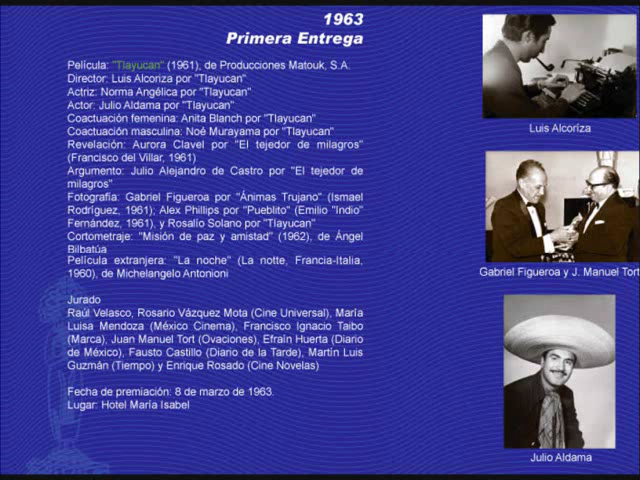 1963
Primera Entrega
Película: "Tlayucan" (1961), de Producciones Matouk, S.A.
Director: Luis Alcoriza por "Tlayucan"
Actriz: Norma Angélica por "Tlayucan"
Actor: Julio Aldama por "Tlayucan"
Coactuación femenina: Anita Blanch por "Tlayucan"
Coactuación masculina: Noé Murayama por "Tlayucan"
Revelación: Aurora Clavel por "El tejedor de milagros"
(Francisco del Villar, 1961)
Argumento: Julio Alejandro de Castro por "El tejedor de
milagros"
Fotografía: Gabriel Figueroa por "Ánimas Trujano" (Ismael
Rodríguez, 1961); Alex Phillips por "Pueblito" (Emilio "Indio"
Fernández, 1961), y Rosalío Solano por "Tlayucan"
Cortometraje: "Misión de paz y amistad" (1962), de Ángel
Bilbatúa
Película extranjera: "La noche" (La notte, Francia-Italia,
1960), de Michelangelo Antonioni
Jurado
Raúl Velasco, Rosario Vázquez Mota (Cine Universal), María
Luisa Mendoza (México Cinema), Francisco Ignacio Taibo
(Marca), Juan Manuel Tort (Ovaciones), Efraín Huerta (Diario
de México), Fausto Castillo (Diario de la Tarde), Martín Luis
Guzmán (Tiempo) y Enrique Rosado (Cine Novelas)
Fecha de premiación: 8 de marzo de 1963.
Lugar: Hotel María Isabel
Luis Alcoriza
Gabriel Figueroa y J. Manuel Tort
Julio Aldama